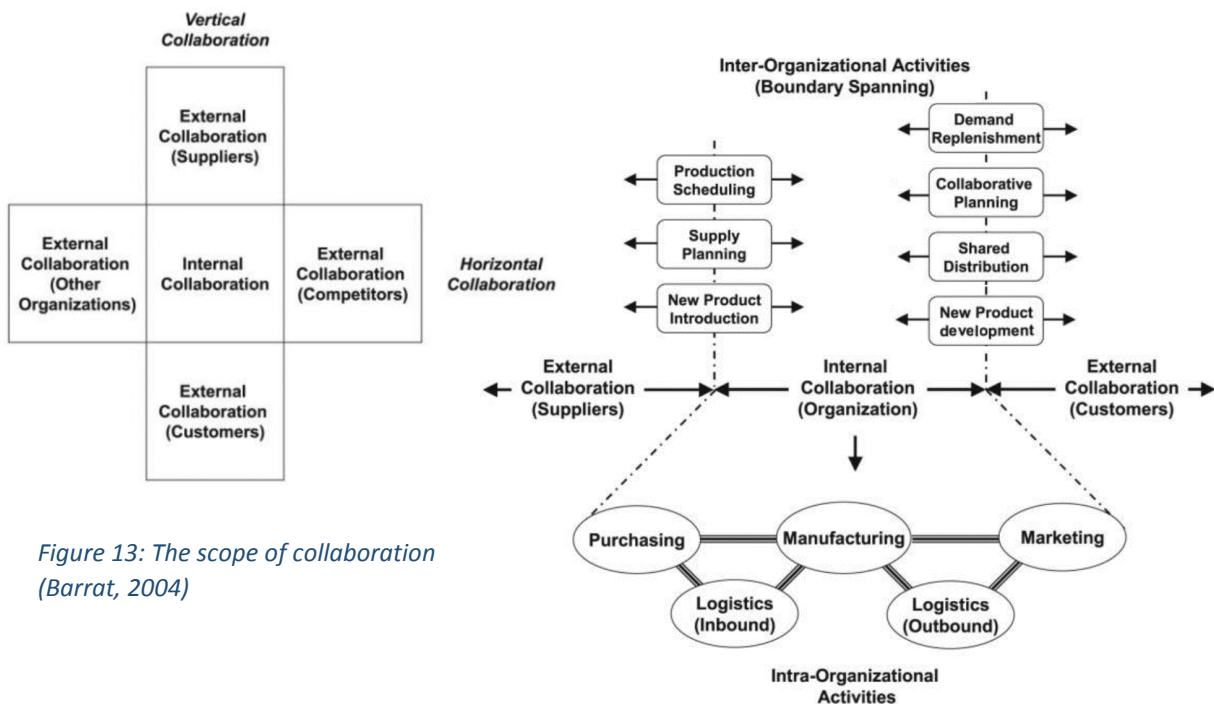 Vertical
Collaboration
External
Collaboration
(Suppliers)
External
Collaboration
(Other
Organizations)
Internal
Collaboration
External
Collaboration
(Competitors)
Horizontal
Collaboration
External
Collaboration
(Customers)
Figure 13: The scope of collaboration
(Barrat, 2004)
Inter-Organizational Activities
(Boundary Spanning)
Production
Scheduling
Supply
Planning
New Product
Introduction
Demand
Replenishment
Collaborative
Planning
Shared
Distribution
New Product
development
External
Collaboration
(Suppliers)
Internal
Collaboration
(Organization)
External
Collaboration
(Customers)
Purchasing
Manufacturing
Marketing
Logistics
(Inbound)
Logistics
(Outbound)
Intra-Organizational
Activities